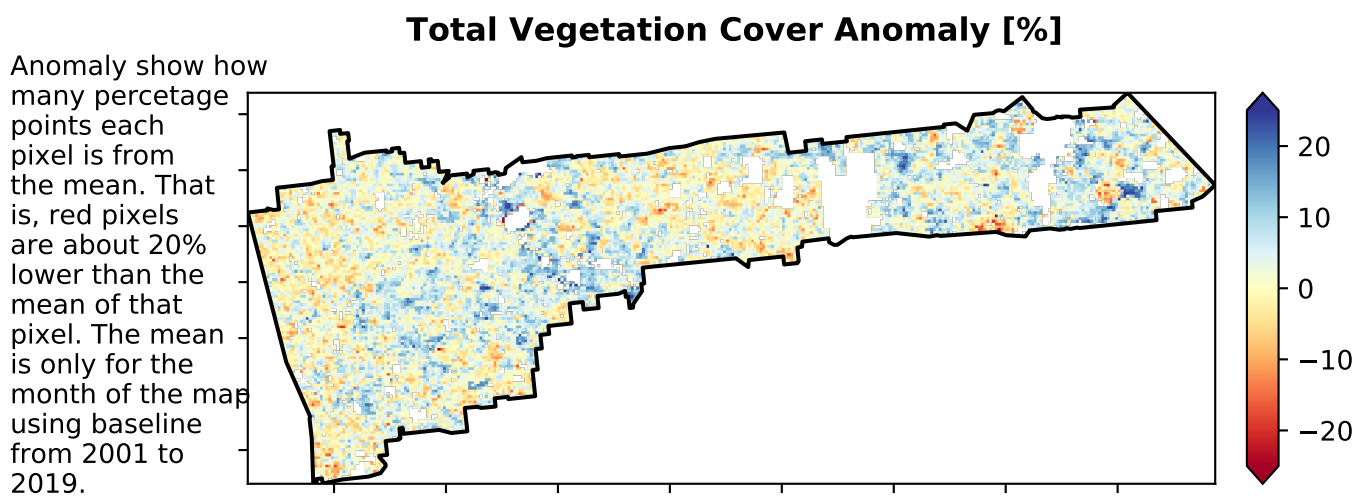 Total Vegetation Cover Anomaly [%]
Anomaly show how
many percetage
points each
pixel is from
the mean. That
is, red pixels
are about 20%
lower than the
mean of that
pixel. The mean
is only for the
month of the map
using baseline
from 2001 to
2019.
20
10
0
−10
−20